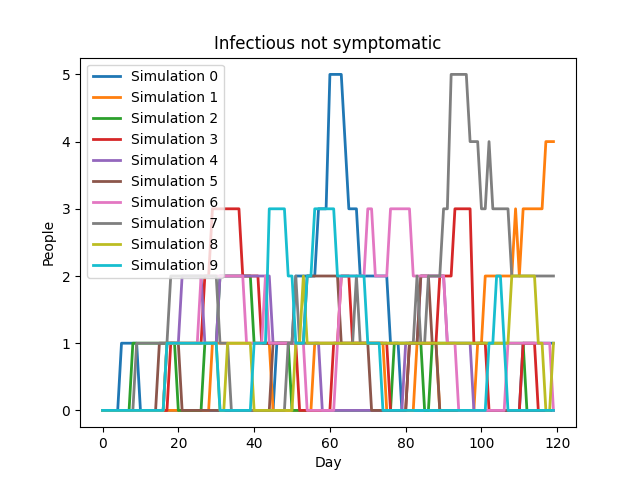 Infectious not symptomatic
People
5
4
3
2
1
0
Simulation 0
Simulation 1
Simulation 2
Simulation 3
Simulation 4
Simulation 5
Simulation 6
Simulation 7
Simulation 8
Simulation 9
0 20 40 60 80 100 120
Day